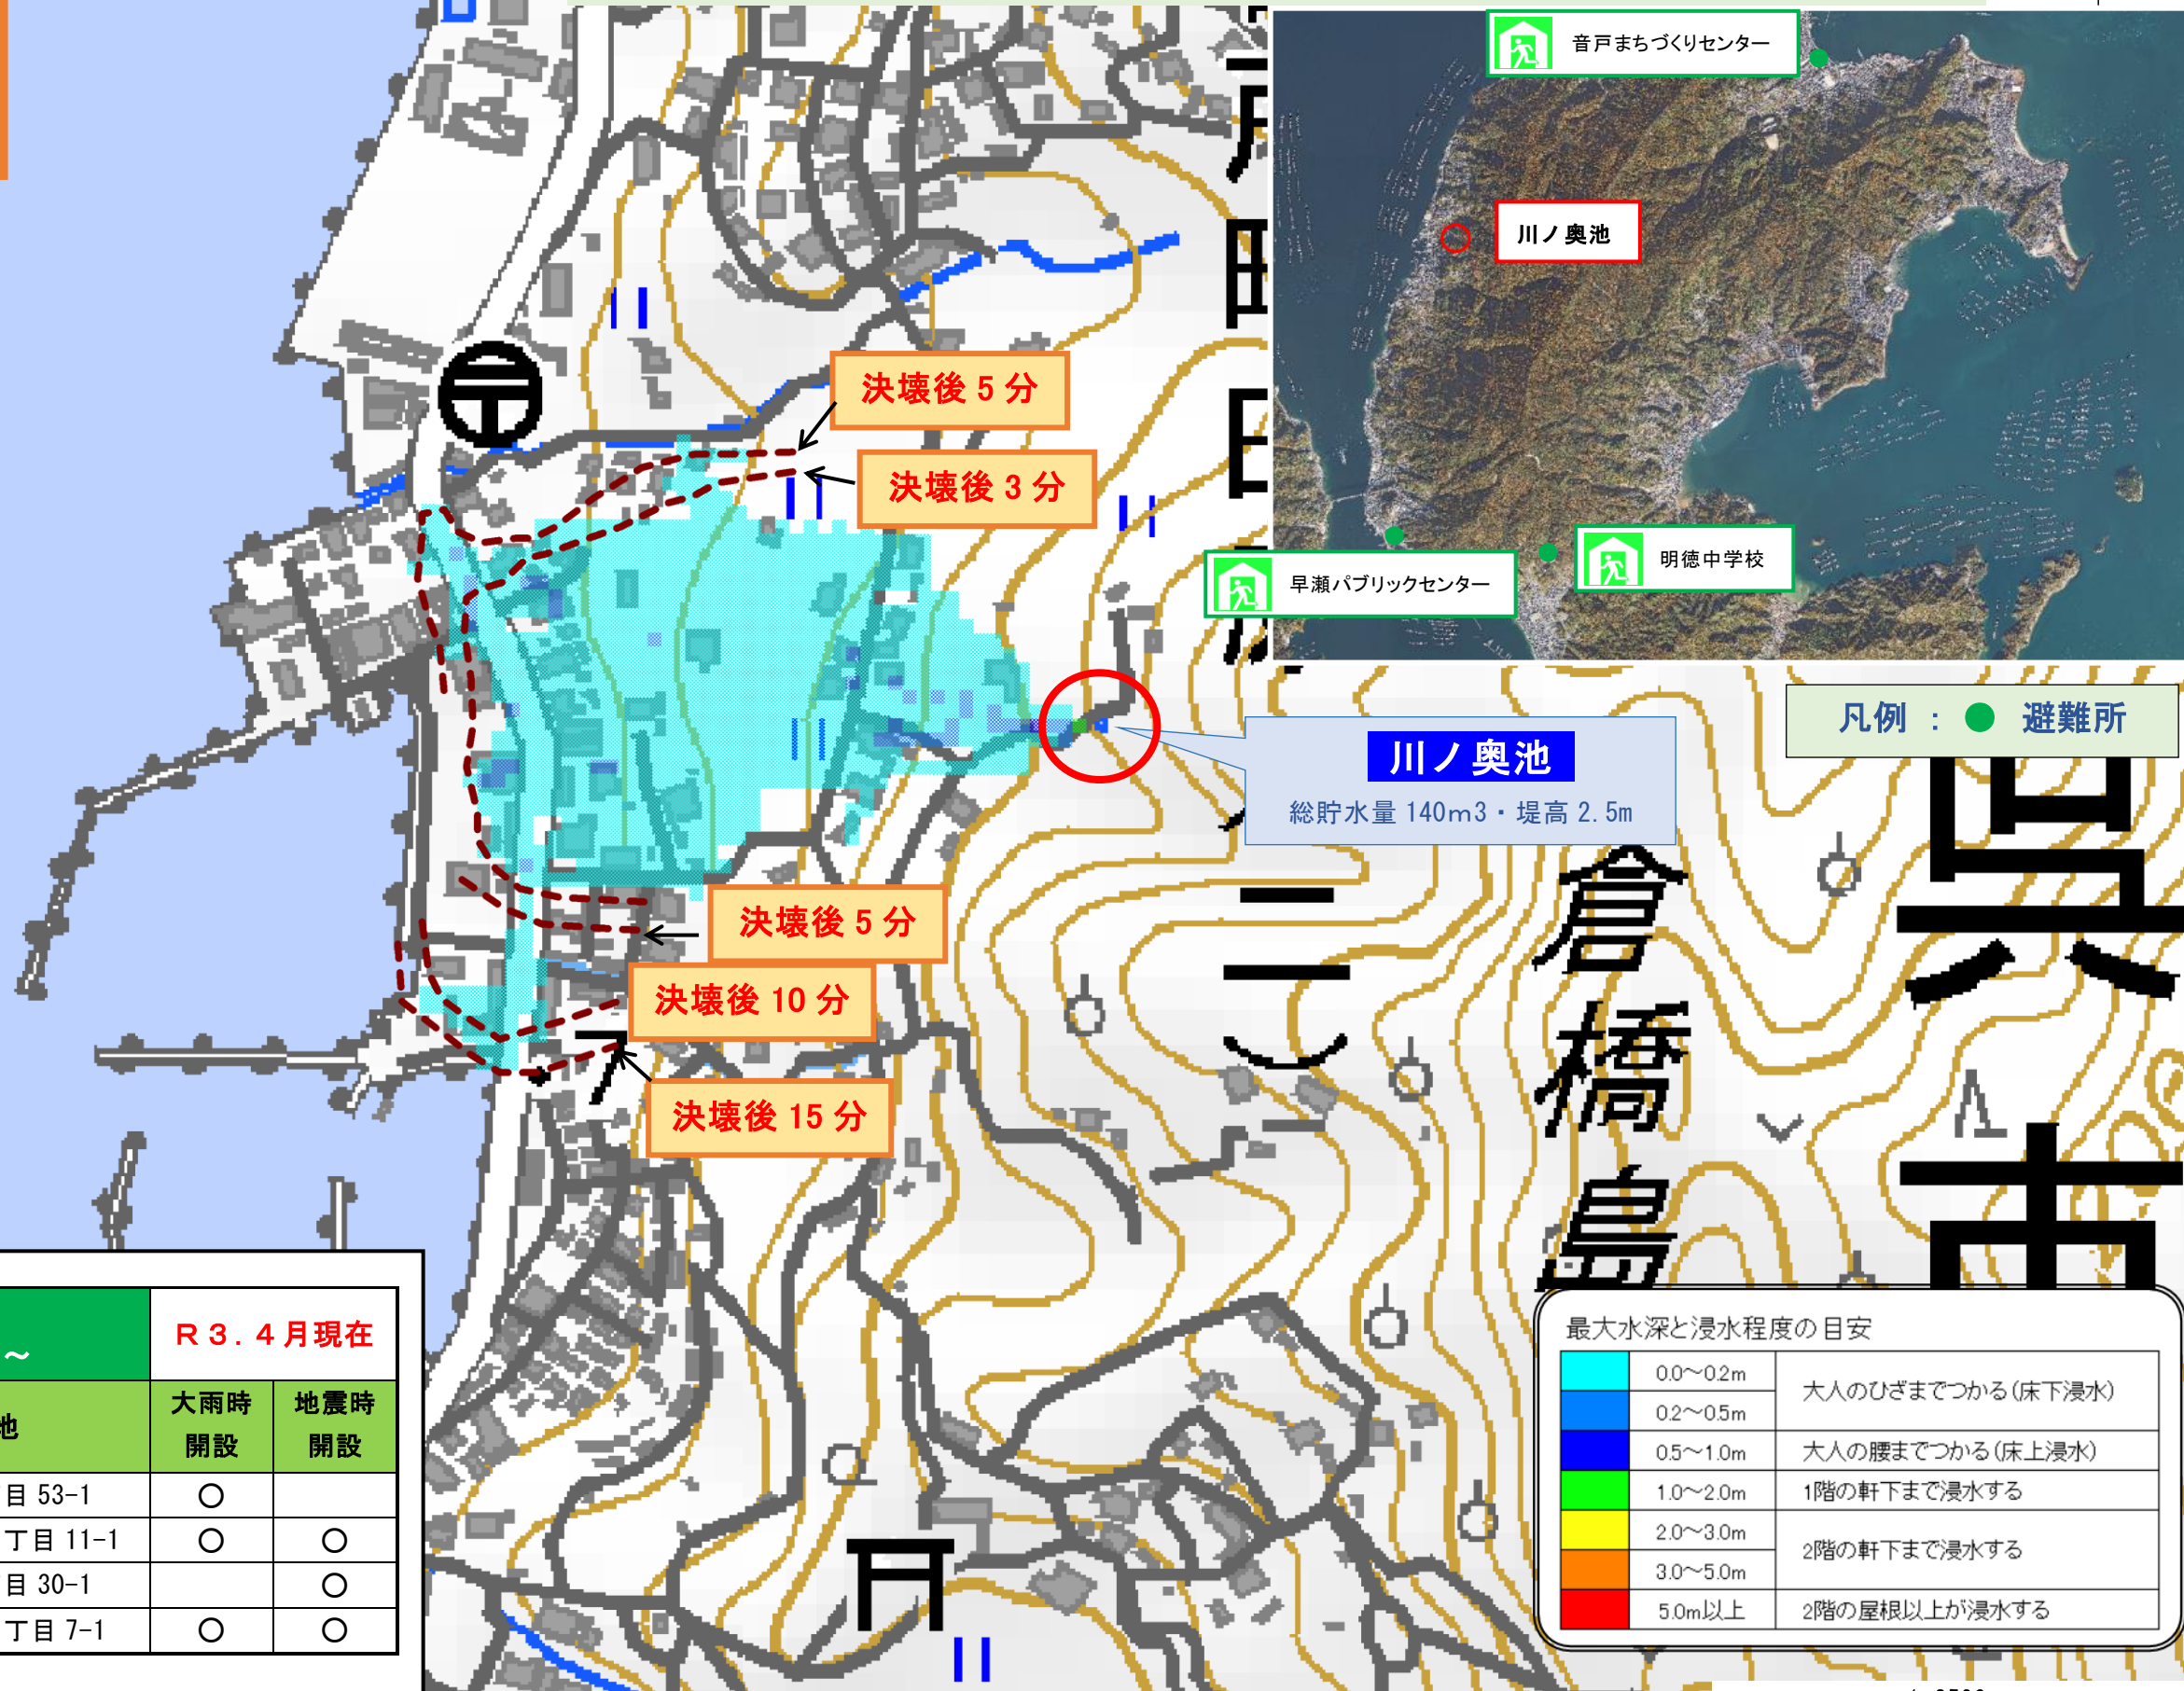 音戸まちづくりセンター
川ノ奥池
早瀬パブリックセンター
明徳中学校
決壊後 5 分
決壊後 3 分
凡例 : ● 避難所
川ノ奥池
総貯水量 140m3・堤高 2.5m
決壊後 5 分
決壊後 10 分
決壊後 15 分
倉橋島
呉市
～
R3.4月現在
地
大雨時
開設
地震時
開設
目 53-1 ○
丁目 11-1 ○ ○
目 30-1 ○
丁目 7-1 ○ ○
最大水深と浸水程度の目安
0.0～0.2m
大人のひざまでつかる(床下浸水)
0.2～0.5m
0.5～1.0m 大人の腰までつかる(床上浸水)
1.0～2.0m 1階の軒下まで浸水する
2.0～3.0m
2階の軒下まで浸水する
3.0～5.0m
5.0m以上 2階の屋根以上が浸水する